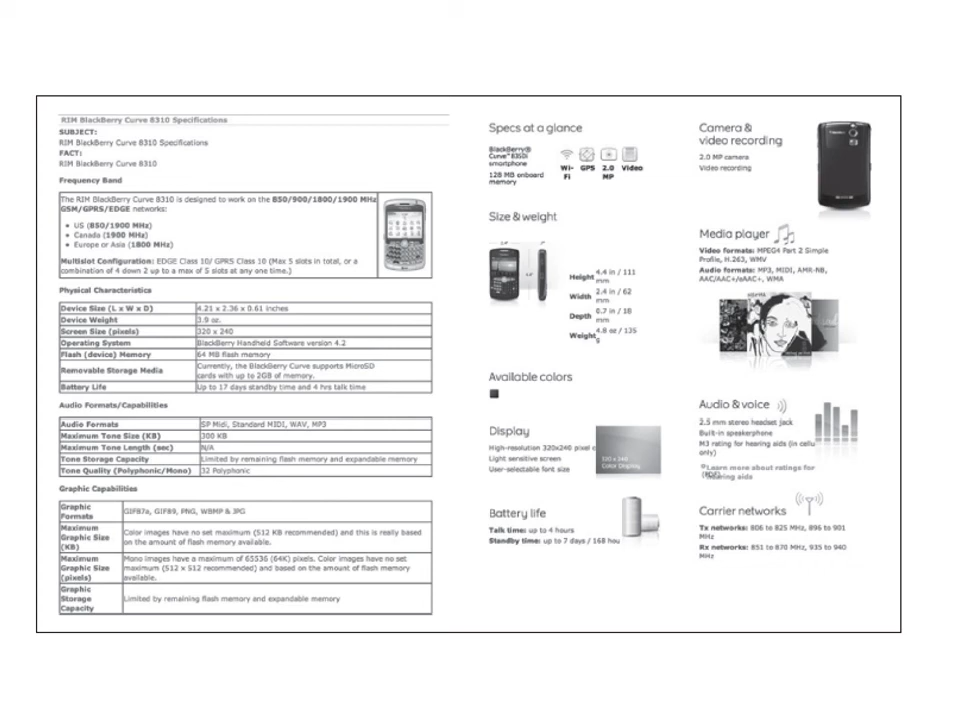 RIM BlackBerry Curve 8310 Specifications
SUBJECT:
RIM BlackBerry Curve 8310 Specifications
FACT:
RIM BlackBerry Curve 8310
Frequency Band
The RIM BlackBerry Curve 8310 is designed to work on the 850/900/1800/1900 MHz
GSM/GPRS/EDGE networks:
US (850/1900 MHz)
Canada (1900 MHz)
Europe or Asia (1800 MHz)
Multislot Configuration: EDGE Class 10/ GPRS Class 10 (Max 5 slots in total, or a
combination of 4 down 2 up to a max of 5 slots at any one time.)
Physical Characteristics
Device Size (L x W x D) 4.21 x 2.36 x 0.61 inches
Device Weight 3.9 oz.
Screen Size (pixels) 320 x 240
Operating System BlackBerry Handheld Software version 4.2
Flash (device) Memory 64 MB flash memory
Removable Storage Media Currently, the BlackBerry Curve supports MicroSD
cards with up to 2GB of memory.
Battery Life Up to 17 days standby time and 4 hrs talk time
Audio Formats/Capabilities
Audio Formats SP Midi, Standard MIDI, WAV, MP3
Maximum Tone Size (KB) 300 KB
Maximum Tone Length (sec) N/A
Tone Storage Capacity Limited by remaining flash memory and expandable memory
Tone Quality (Polyphonic/Mono) 32 Polyphonic
Graphic Capabilities
Graphic
Formats
GIF87a, GIF89, PNG, WBMP & JPG
Maximum
Graphic Size
(KB)
Color images have no set maximum (512 KB recommended) and this is really based
on the amount of flash memory available.
Maximum
Graphic Size
(pixels)
Mono images have a maximum of 65536 (64K) pixels. Color images have no set
maximum (512 x 512 recommended) and based on the amount of flash memory
available.
Graphic
Storage
Capacity
Limited by remaining flash memory and expandable memory
Specs at a glance
BlackBerry®
Curve™ 8350i
smartphone
128 MB onboard
memory
Wi-
Fi
GPS
2.0
MP
Video
Size & weight
Height 4.4 in / 111
mm
Width 2.4 in / 62
mm
Depth 0.7 in / 18
mm
Weight 4.8 oz / 135
g
Available colors
Display
High-resolution 320x240 pixel c
Light sensitive screen
User-selectable font size
320 x 240
Color Display
Battery life
Talk time: up to 4 hours
Standby time: up to 7 days / 168 hou
Camera &
video recording
2.0 MP camera
Video recording
Media player
Video formats: MPEG4 Part 2 Simple
Profile, H.263, WMV
Audio formats: MP3, MIDI, AMR-NB,
AAC/AAC+/eAAC+, WMA
Audio & voice
2.5 mm stereo headset jack
Built-in speakerphone
M3 rating for hearing aids (in cellu
only)
Learn more about ratings for
hearing aids
(PDF)
Carrier networks
Tx networks: 806 to 825 MHz, 896 to 901
MHz
Rx networks: 851 to 870 MHz, 935 to 940
MHz